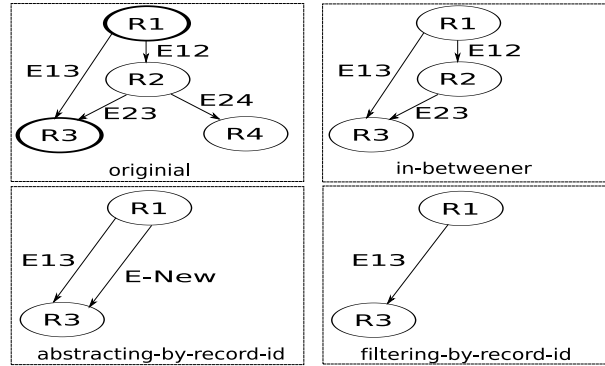 R1
E13
E12
R2
E23
E24
R3
R4
originial
R1
E12
E13
R2
E23
R3
in-betweener
R1
E13
E-New
R3
abstracting-by-record-id
R1
E13
R3
filtering-by-record-id